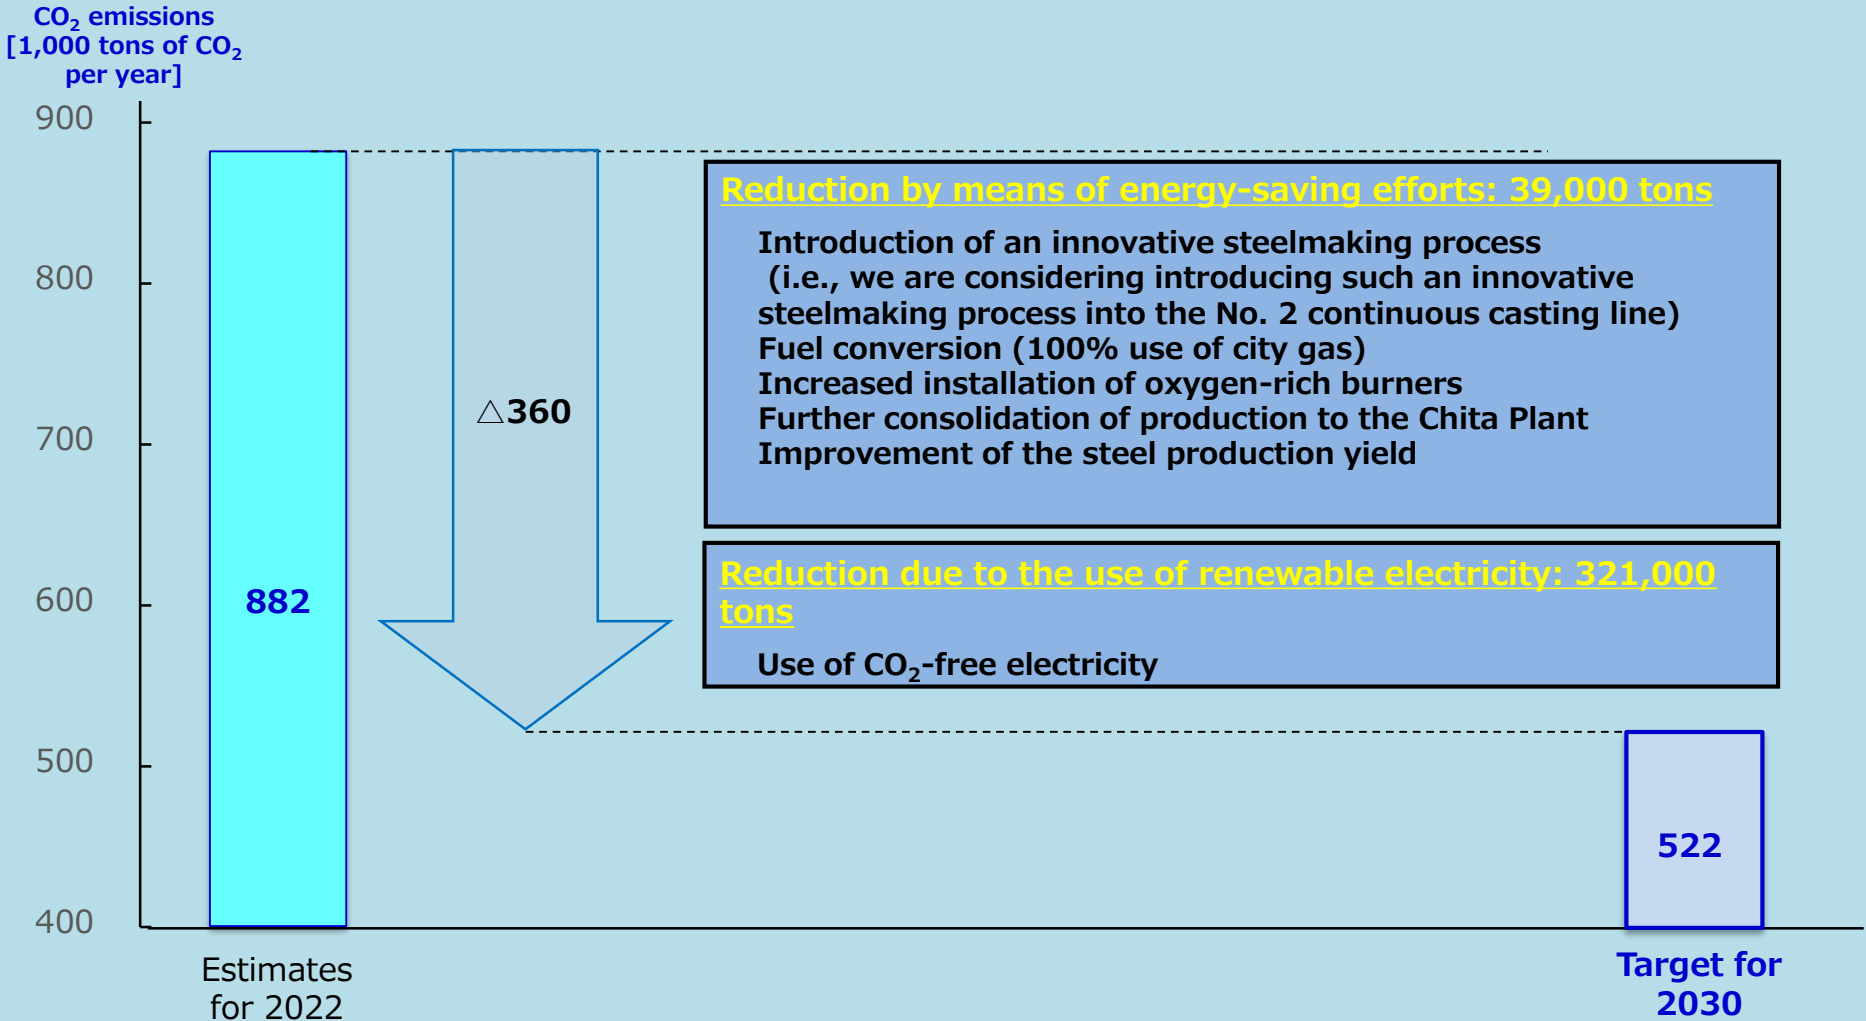 CO₂ emissions
[1,000 tons of CO₂
per year]
900
800
700
600
500
400
882
△360
Reduction by means of energy-saving efforts: 39,000 tons
Introduction of an innovative steelmaking process
(i.e., we are considering introducing such an innovative
steelmaking process into the No. 2 continuous casting line)
Fuel conversion (100% use of city gas)
Increased installation of oxygen-rich burners
Further consolidation of production to the Chita Plant
Improvement of the steel production yield
Reduction due to the use of renewable electricity: 321,000
tons
Use of CO₂-free electricity
522
Estimates
for 2022
Target for
2030